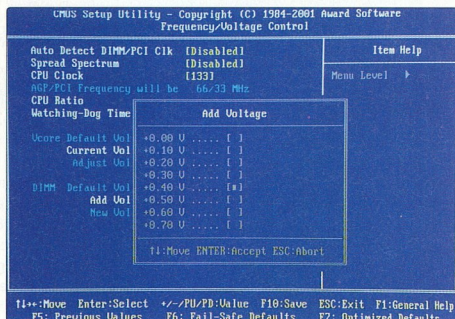 CMOS Setup Utility - Copyright (C) 1984-2001 Award Software
Frequency/Voltage Control
Auto Detect DIMM/PCI Clk [Disabled]
Spread Spectrum [Disabled]
CPU Clock [133]
AGP/PCI Frequency will be 66/33 MHz
CPU Ratio
Watching-Dog Time
Vcore Default Vol
Current Vol
Adjust Vol
DIMM Default Vol
Add Vol
New Vol
Item Help
Menu Level
Add Voltage
+0.00 V ..... [ ]
+0.10 V ..... [ ]
+0.20 V ..... [ ]
+0.30 V ..... [ ]
+0.40 V ..... [■]
+0.50 V ..... [ ]
+0.60 V ..... [ ]
+0.70 V ..... [ ]
↑↓:Move ENTER:Accept ESC:Abort
↑↓←→:Move Enter:Select +/-/PU/PD:Value F10:Save ESC:Exit F1:General Help
F5: Previous Values F6: Fail-Safe Defaults F7: Optimized Defaults